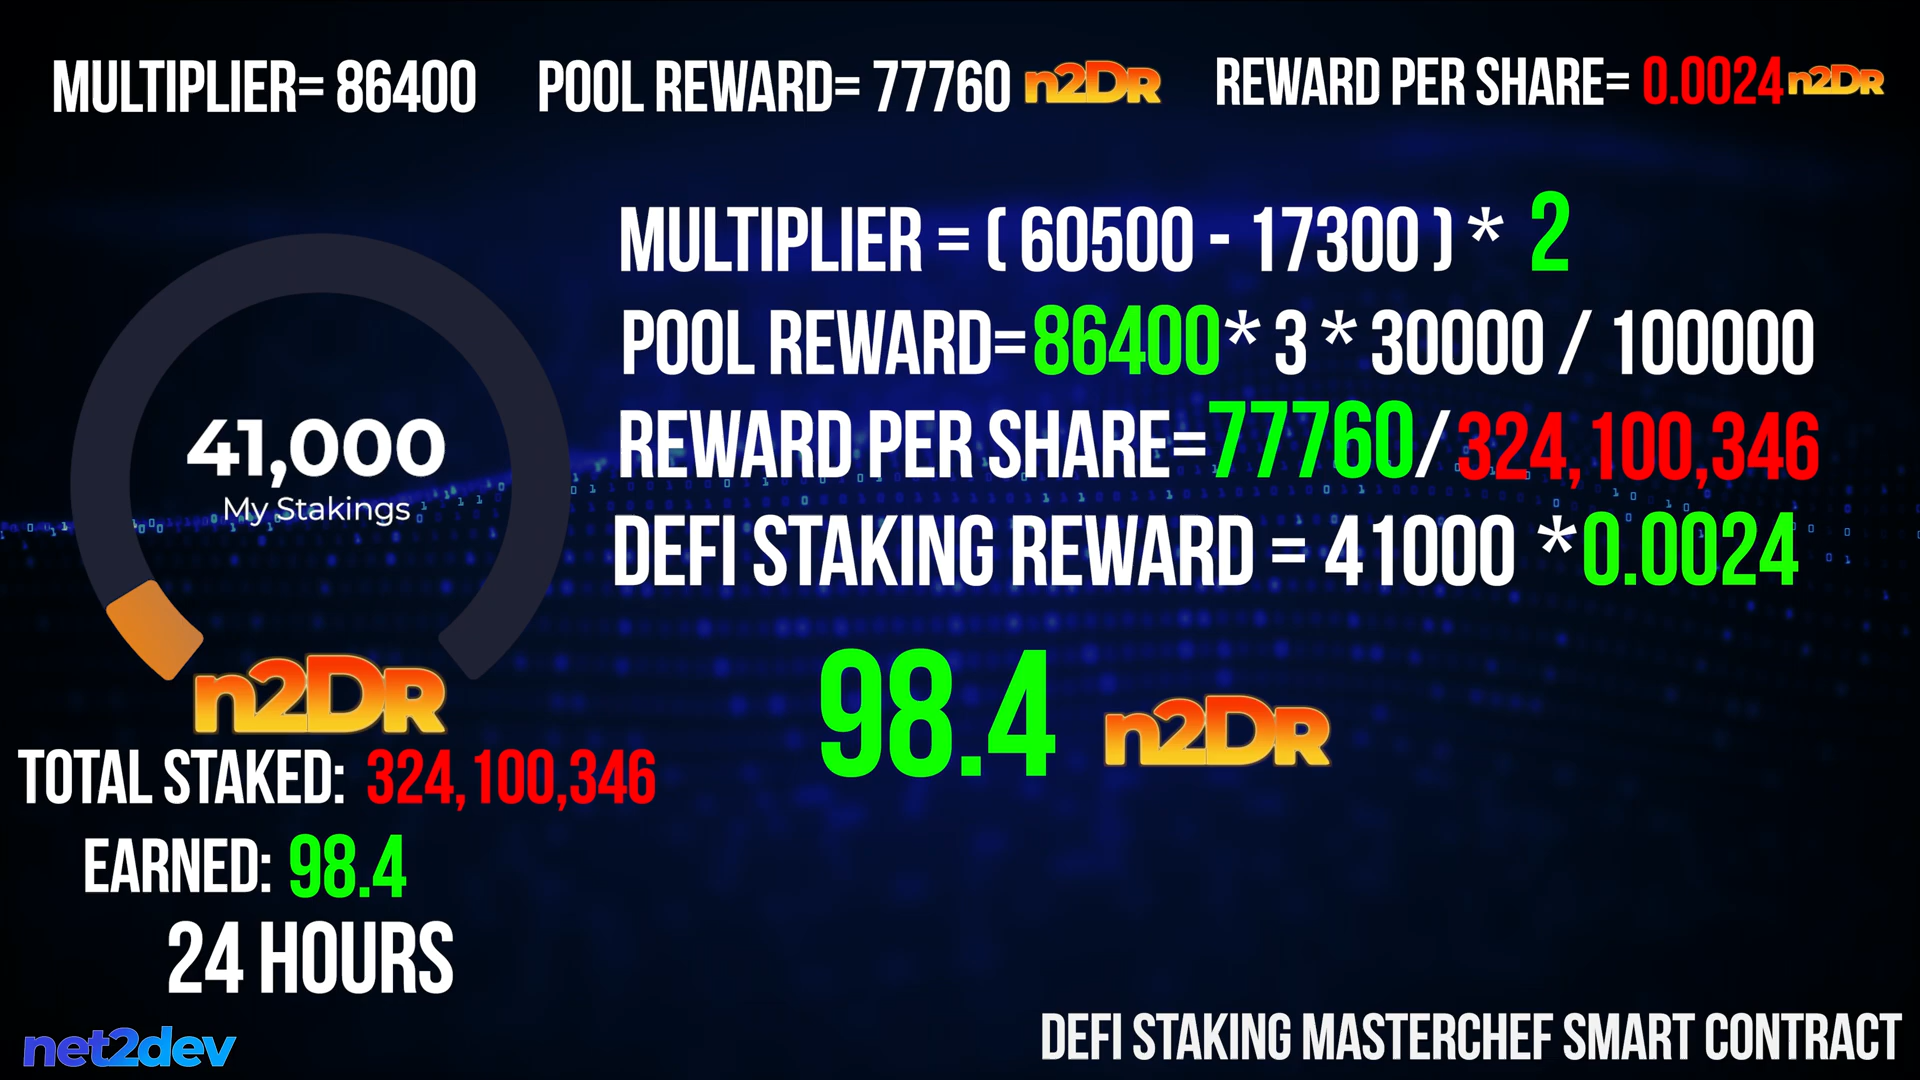 MULTIPLIER= 86400 POOL REWARD= 77760 n2DR REWARD PER SHARE= 0.0024 n2DR
MULTIPLIER = ( 60500 - 17300 ) * 2
POOL REWARD=86400* 3 * 30000 / 100000
REWARD PER SHARE=77760/324,100,346
DEFI STAKING REWARD = 41000 *0.0024
98.4 n2DR
41,000
My Stakings
n2DR
TOTAL STAKED: 324,100,346
EARNED: 98.4
24 HOURS
net2dev
DEFI STAKING MASTERCHEF SMART CONTRACT